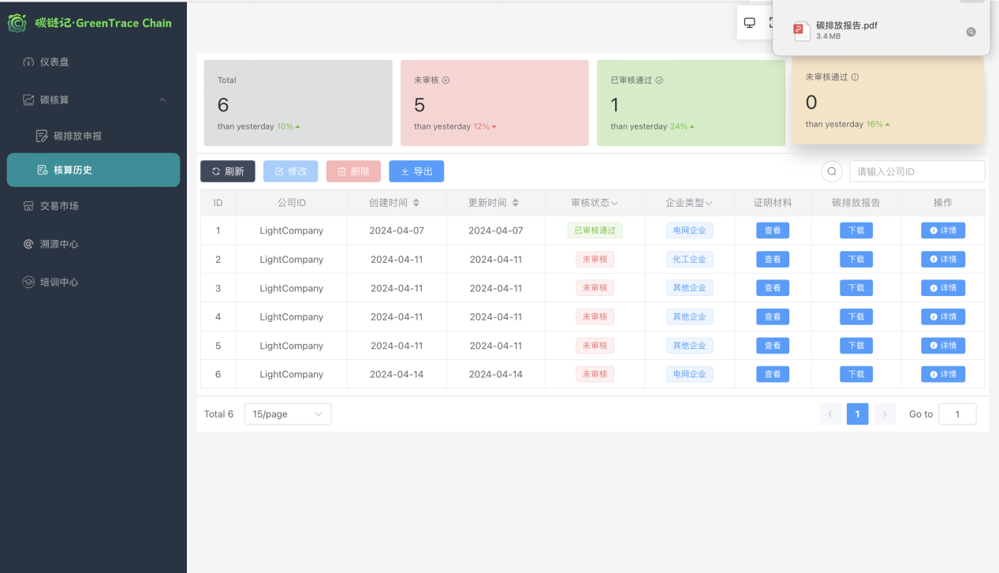 碳链记·GreenTrace Chain
碳排放报告.pdf
3.4 MB
仪表盘
碳核算
碳排放申报
核算历史
交易市场
溯源中心
培训中心
Total
6
than yesterday 10%
未审核
5
than yesterday 12%
已审核通过
1
than yesterday 24%
未审核通过
0
than yesterday 16%
刷新 修改 删除 导出 请输入公司ID
ID 公司ID 创建时间 更新时间 审核状态 企业类型 证明材料 碳排放报告 操作
1 LightCompany 2024-04-07 2024-04-07 已审核通过 电网企业 查看 下载 详情
2 LightCompany 2024-04-11 2024-04-11 未审核 化工企业 查看 下载 详情
3 LightCompany 2024-04-11 2024-04-11 未审核 其他企业 查看 下载 详情
4 LightCompany 2024-04-11 2024-04-11 未审核 其他企业 查看 下载 详情
5 LightCompany 2024-04-11 2024-04-11 未审核 其他企业 查看 下载 详情
6 LightCompany 2024-04-14 2024-04-14 未审核 电网企业 查看 下载 详情
Total 6 15/page 1 Go to 1